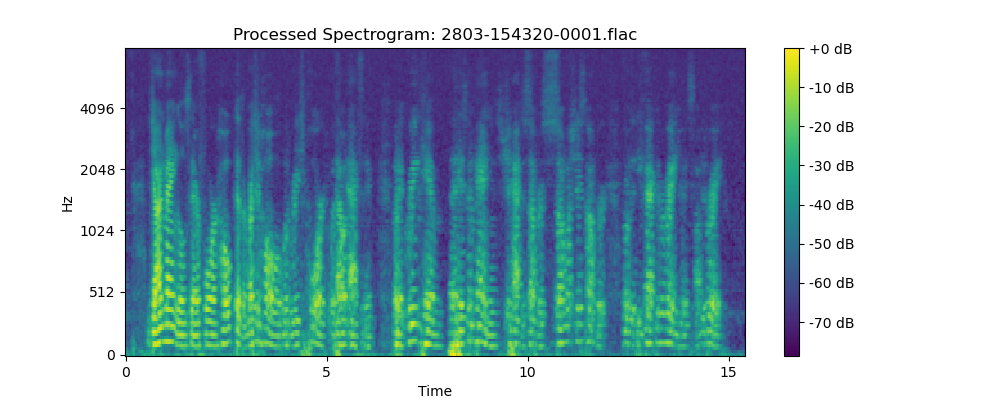 Processed Spectrogram: 2803-154320-0001.flac
Hz
4096
2048
1024
512
0
0
5
10
15
Time
+0 dB
-10 dB
-20 dB
-30 dB
-40 dB
-50 dB
-60 dB
-70 dB